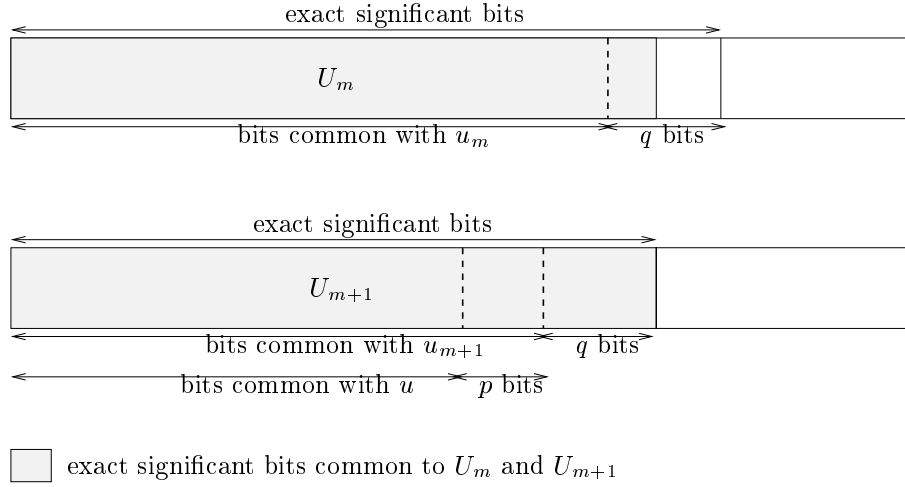 exact significant bits
U_m
bits common with u_m
q bits
exact significant bits
U_{m+1}
bits common with u_{m+1}
q bits
bits common with u
p bits
exact significant bits common to U_m and U_{m+1}